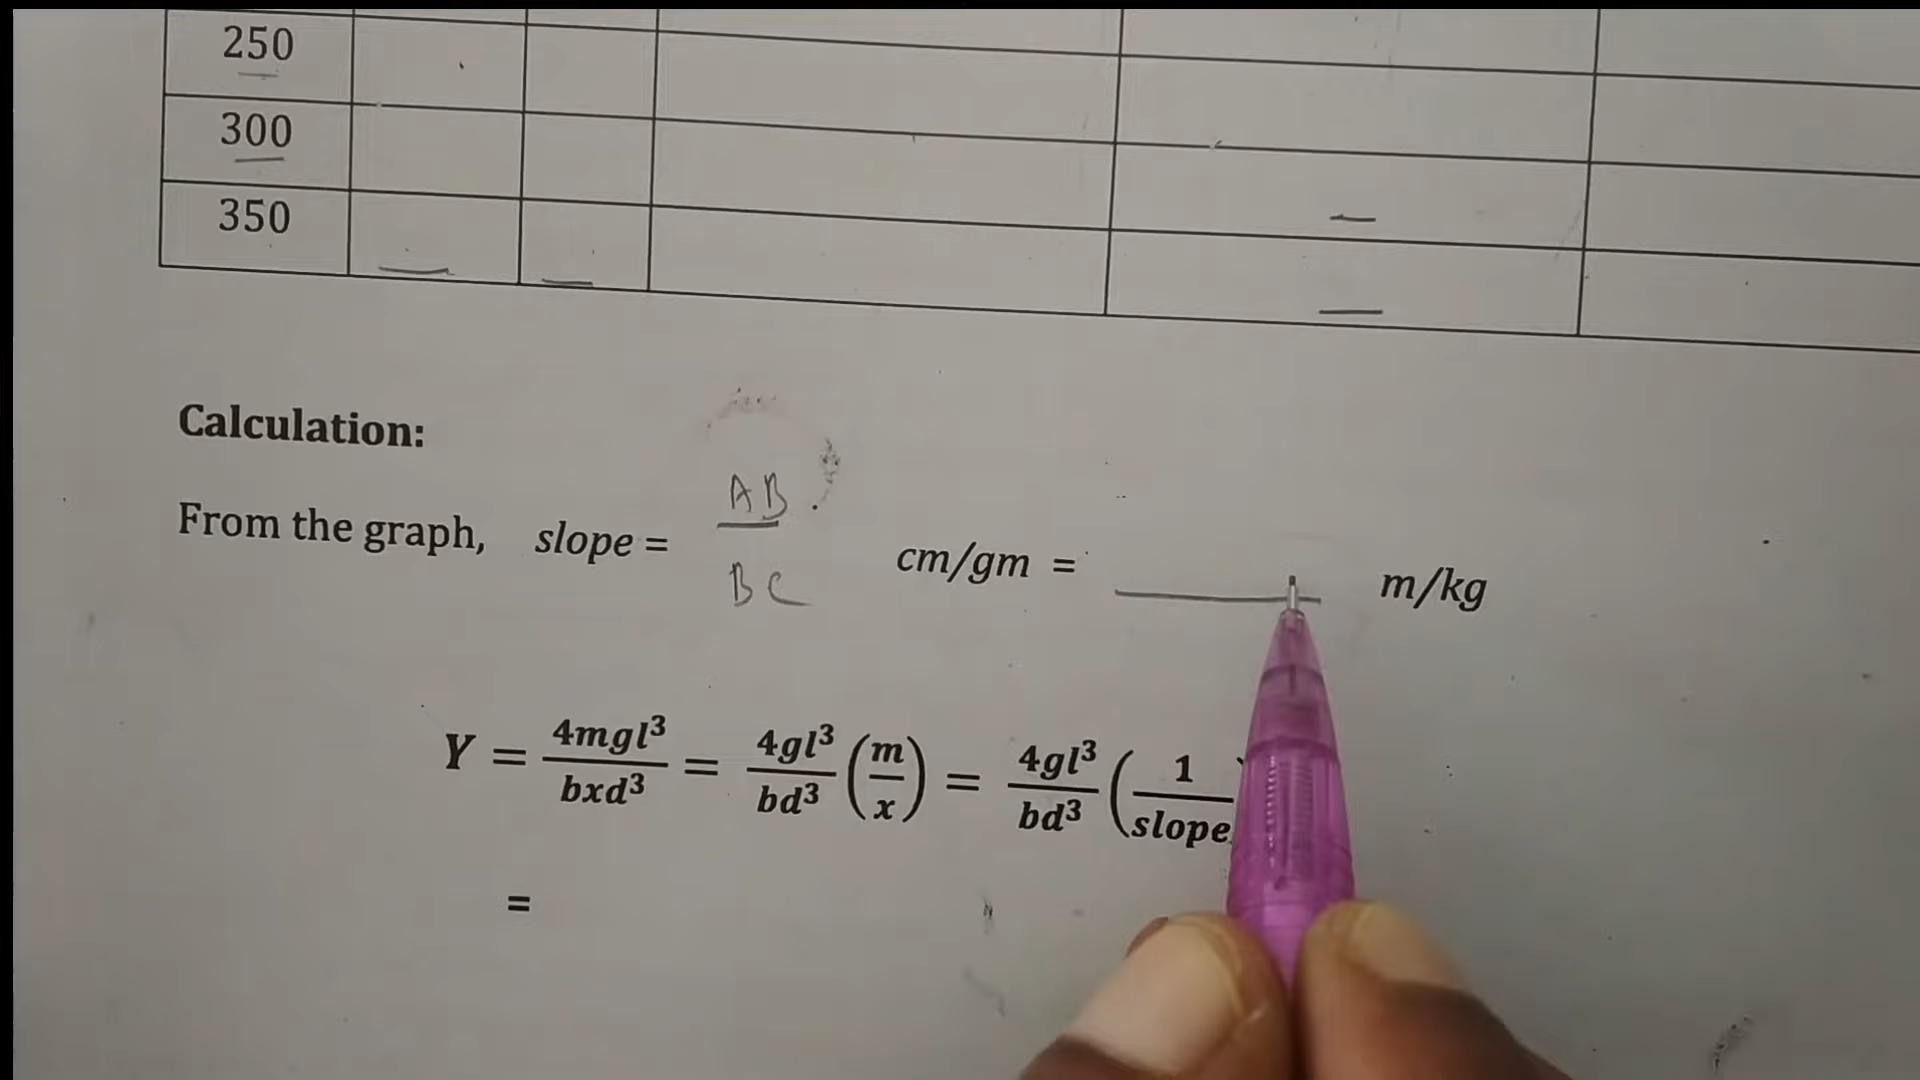 250
300
350
Calculation:
From the graph, slope = AB/BC cm/gm = ______ m/kg
Y = 4mgl³/bxd³ = 4gl³/bd³ (m/x) = 4gl³/bd³ (1/slope
=